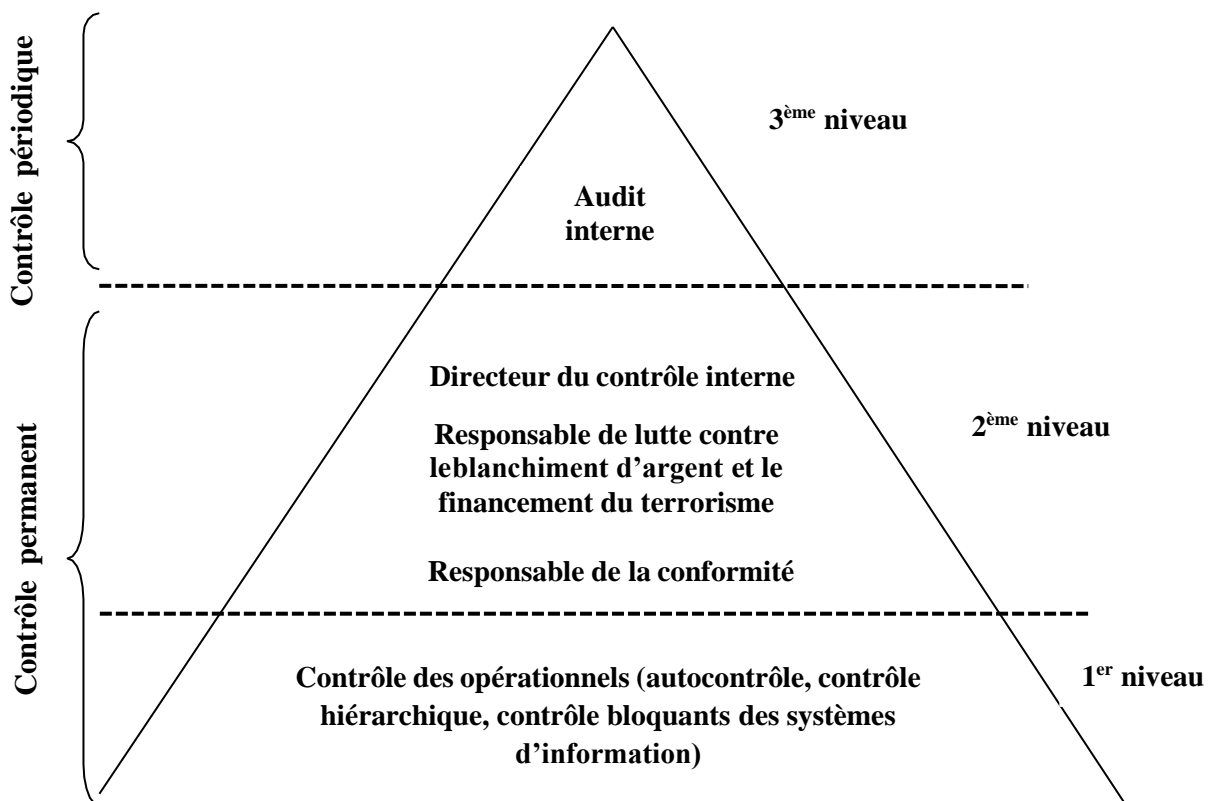 Contrôle périodique
3ème niveau
Audit
interne
Contrôle permanent
Directeur du contrôle interne
Responsable de lutte contre
leblanchiment d’argent et le
financement du terrorisme
Responsable de la conformité
2ème niveau
Contrôle des opérationnels (autocontrôle, contrôle
hiérarchique, contrôle bloquants des systèmes
d’information)
1er niveau